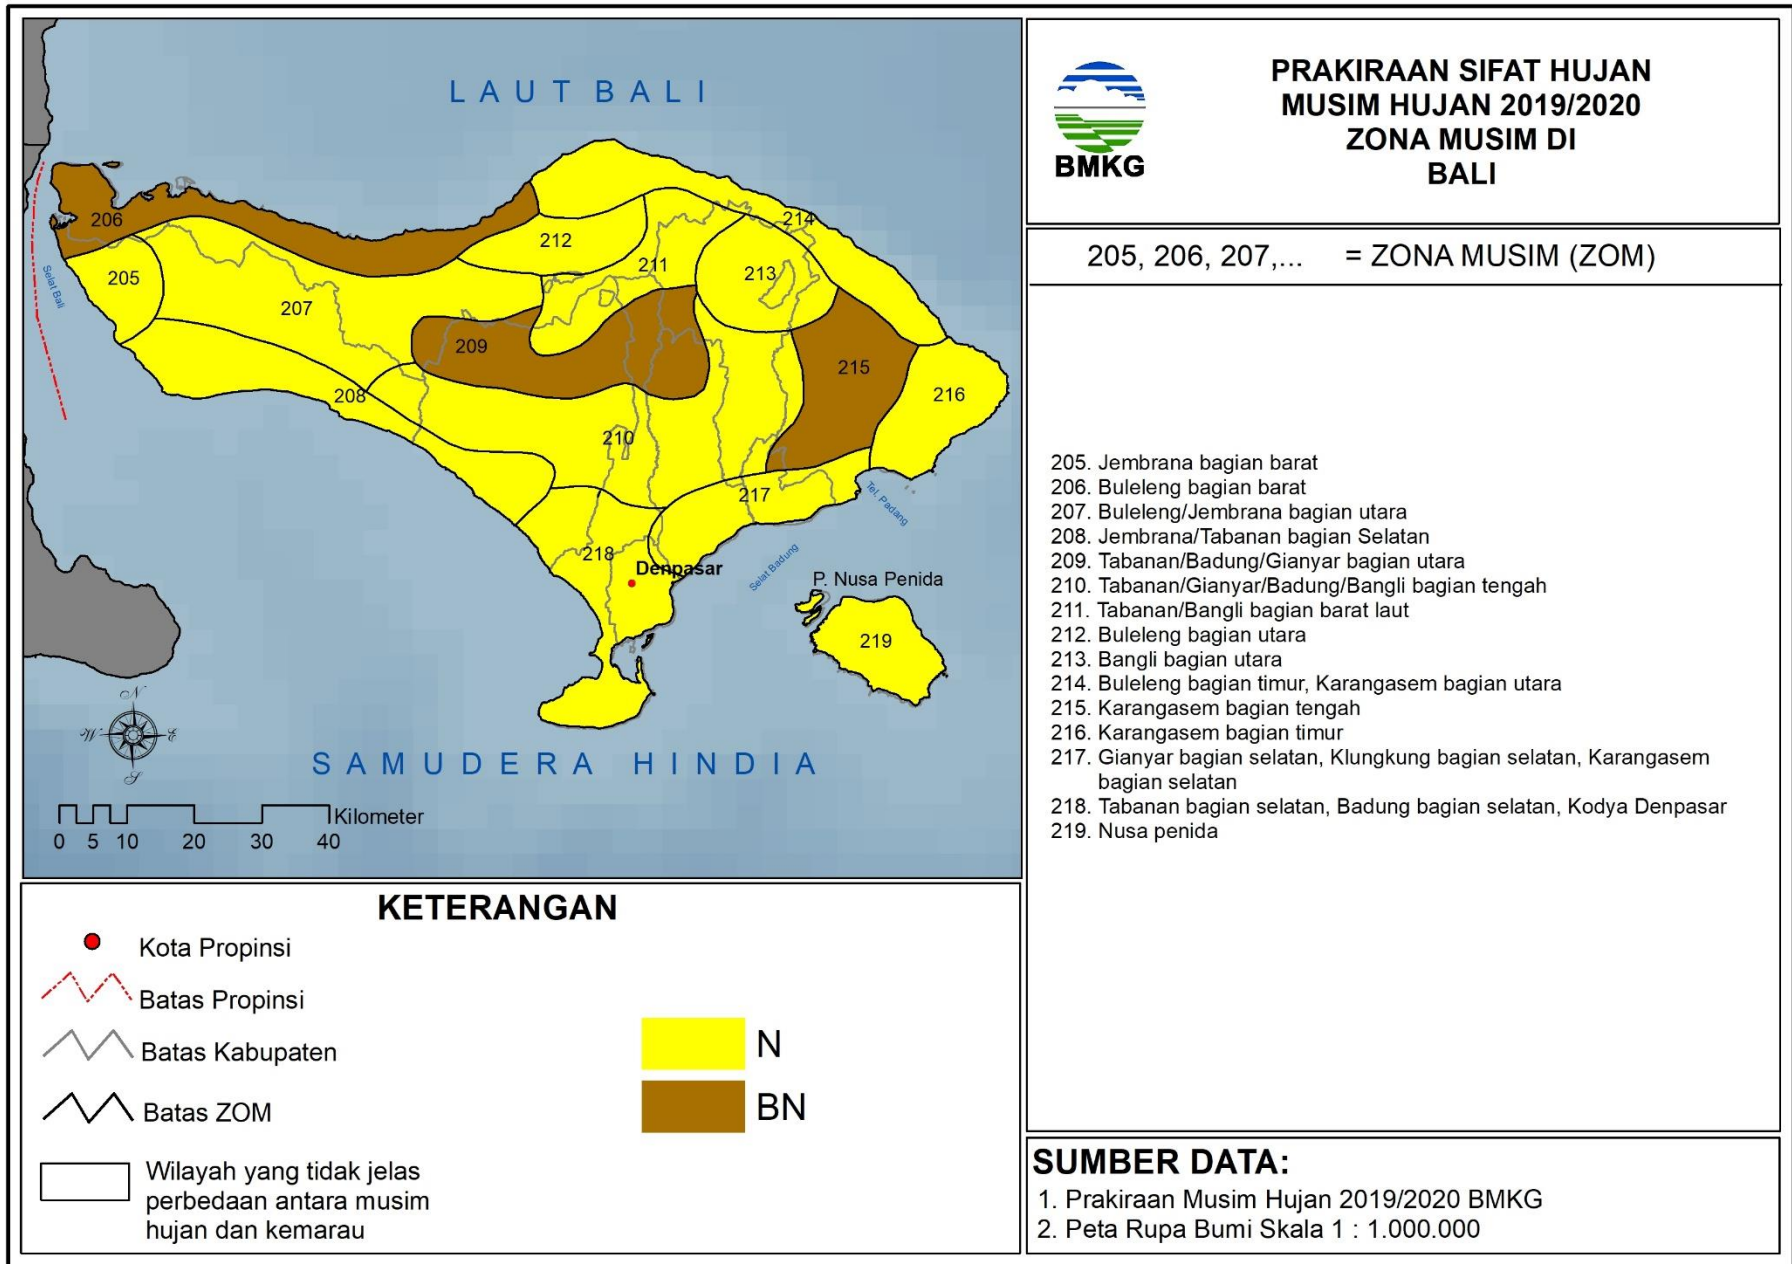 LAUT BALI
206
205
207
212
211
213
214
209
215
216
208
210
217
218
219
Selat Bali
Tel. Padang
Selat Badung
Denpasar
P. Nusa Penida
N
W
E
S
SAMUDERA HINDIA
Kilometer
0 5 10 20 30 40
BMKG
PRAKIRAAN SIFAT HUJAN
MUSIM HUJAN 2019/2020
ZONA MUSIM DI
BALI
205, 206, 207,... = ZONA MUSIM (ZOM)
205. Jembrana bagian barat
206. Buleleng bagian barat
207. Buleleng/Jembrana bagian utara
208. Jembrana/Tabanan bagian Selatan
209. Tabanan/Badung/Gianyar bagian utara
210. Tabanan/Gianyar/Badung/Bangli bagian tengah
211. Tabanan/Bangli bagian barat laut
212. Buleleng bagian utara
213. Bangli bagian utara
214. Buleleng bagian timur, Karangasem bagian utara
215. Karangasem bagian tengah
216. Karangasem bagian timur
217. Gianyar bagian selatan, Klungkung bagian selatan, Karangasem
bagian selatan
218. Tabanan bagian selatan, Badung bagian selatan, Kodya Denpasar
219. Nusa penida
KETERANGAN
Kota Propinsi
Batas Propinsi
Batas Kabupaten
Batas ZOM
Wilayah yang tidak jelas
perbedaan antara musim
hujan dan kemarau
N
BN
SUMBER DATA:
1. Prakiraan Musim Hujan 2019/2020 BMKG
2. Peta Rupa Bumi Skala 1 : 1.000.000